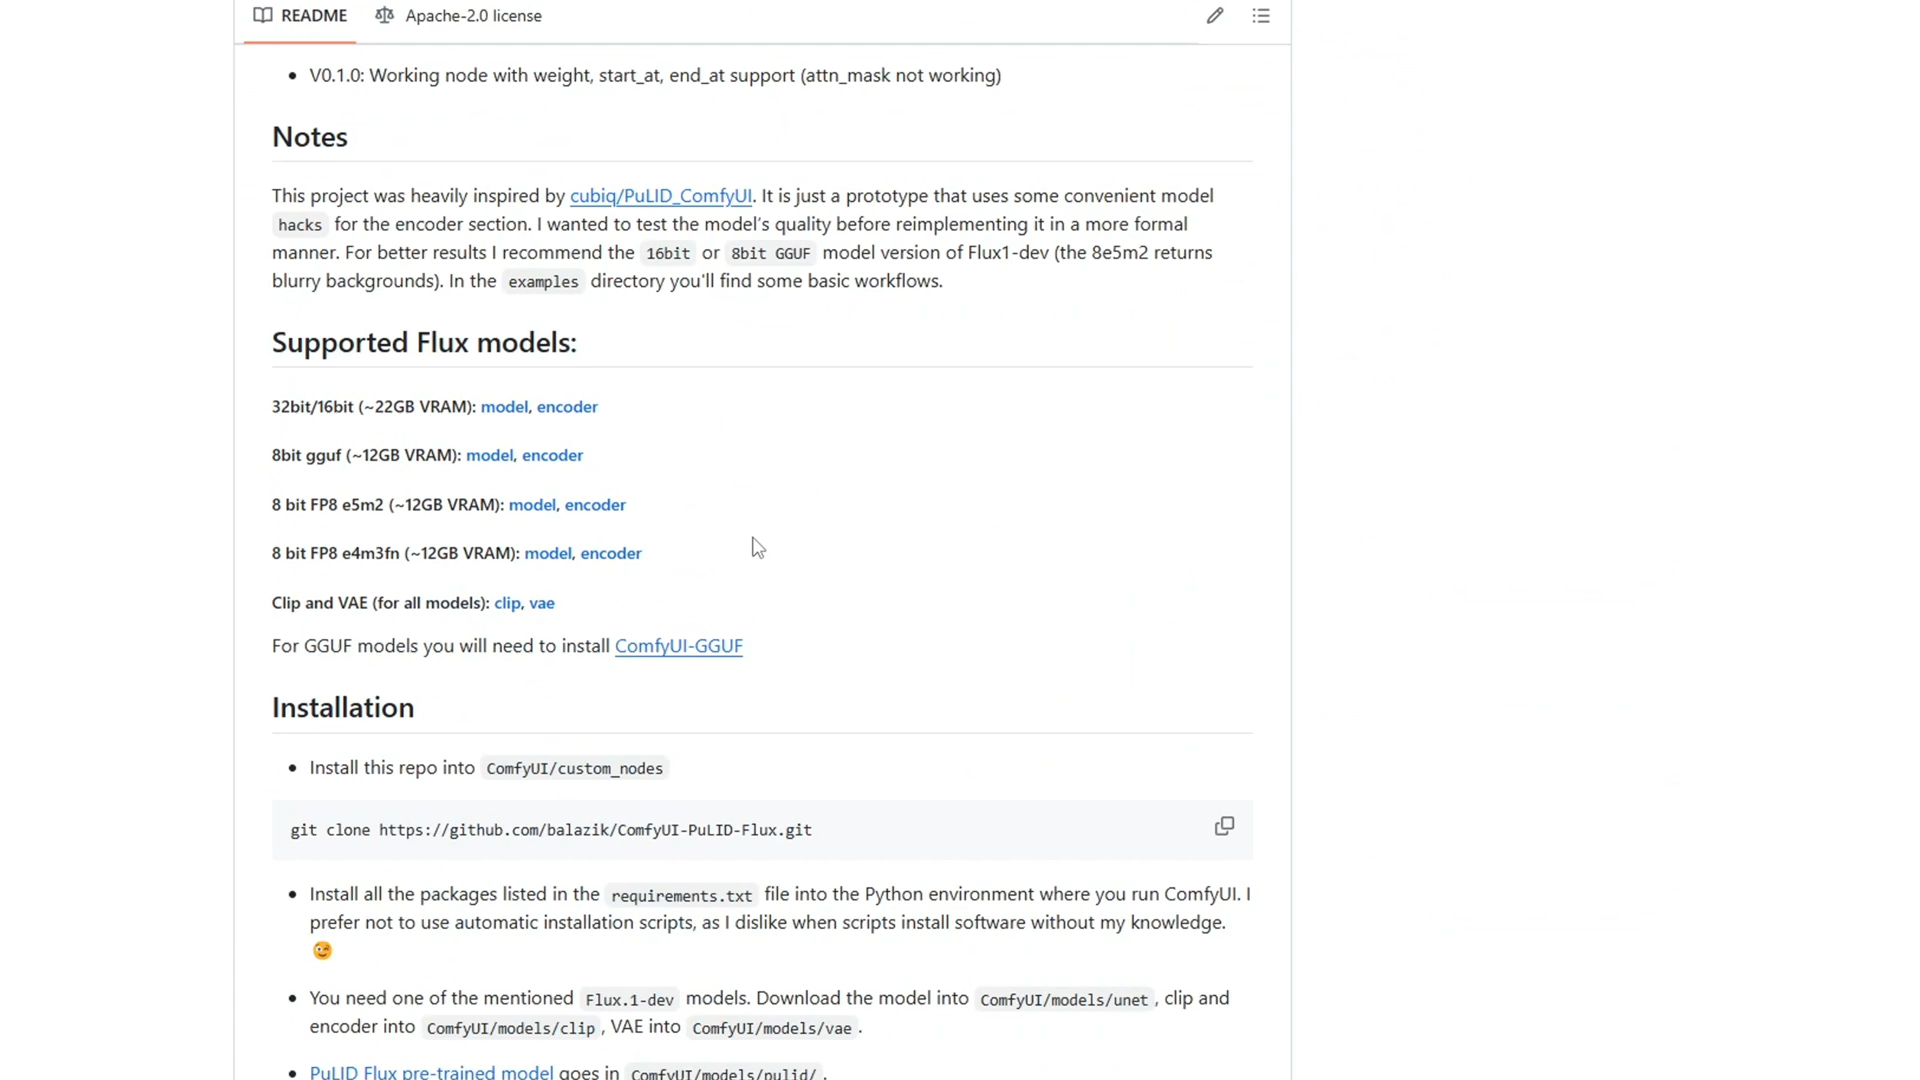 README
Apache-2.0 license
V0.1.0: Working node with weight, start_at, end_at support (attn_mask not working)
Notes
This project was heavily inspired by cubiq/PuLID_ComfyUI. It is just a prototype that uses some convenient model
hacks for the encoder section. I wanted to test the model’s quality before reimplementing it in a more formal
manner. For better results I recommend the 16bit or 8bit GGUF model version of Flux1-dev (the 8e5m2 returns
blurry backgrounds). In the examples directory you'll find some basic workflows.
Supported Flux models:
32bit/16bit (~22GB VRAM): model, encoder
8bit gguf (~12GB VRAM): model, encoder
8 bit FP8 e5m2 (~12GB VRAM): model, encoder
8 bit FP8 e4m3fn (~12GB VRAM): model, encoder
Clip and VAE (for all models): clip, vae
For GGUF models you will need to install ComfyUI-GGUF
Installation
Install this repo into ComfyUI/custom_nodes
git clone https://github.com/balazik/ComfyUI-PuLID-Flux.git
Install all the packages listed in the requirements.txt file into the Python environment where you run ComfyUI. I
prefer not to use automatic installation scripts, as I dislike when scripts install software without my knowledge.
😉
You need one of the mentioned Flux.1-dev models. Download the model into ComfyUI/models/unet, clip and
encoder into ComfyUI/models/clip, VAE into ComfyUI/models/vae.
PuLID Flux pre-trained model goes in ComfyUI/models/pulid/.